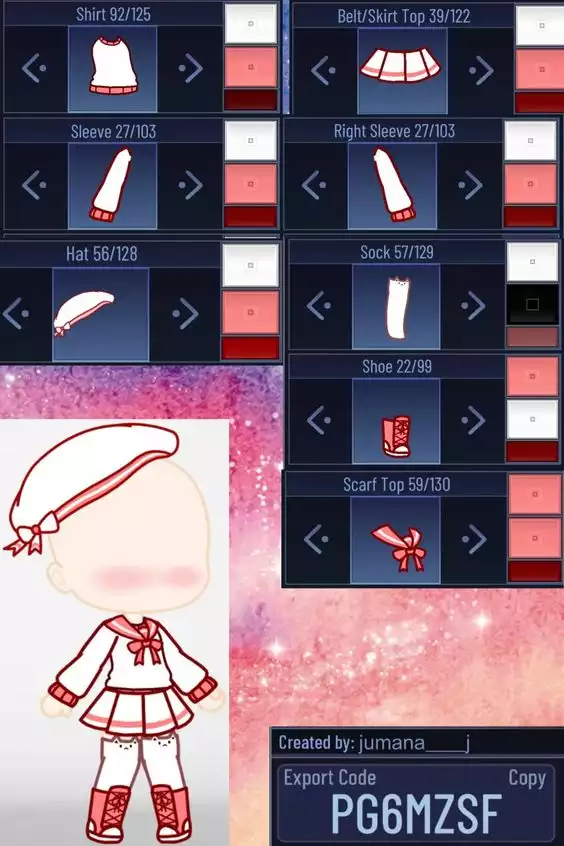 Shirt 92/125
Belt/Skirt Top 39/122
Sleeve 27/103
Right Sleeve 27/103
Hat 56/128
Sock 57/129
Shoe 22/99
Scarf Top 59/130
Created by: jumana____j
Export Code Copy
PG6MZSF